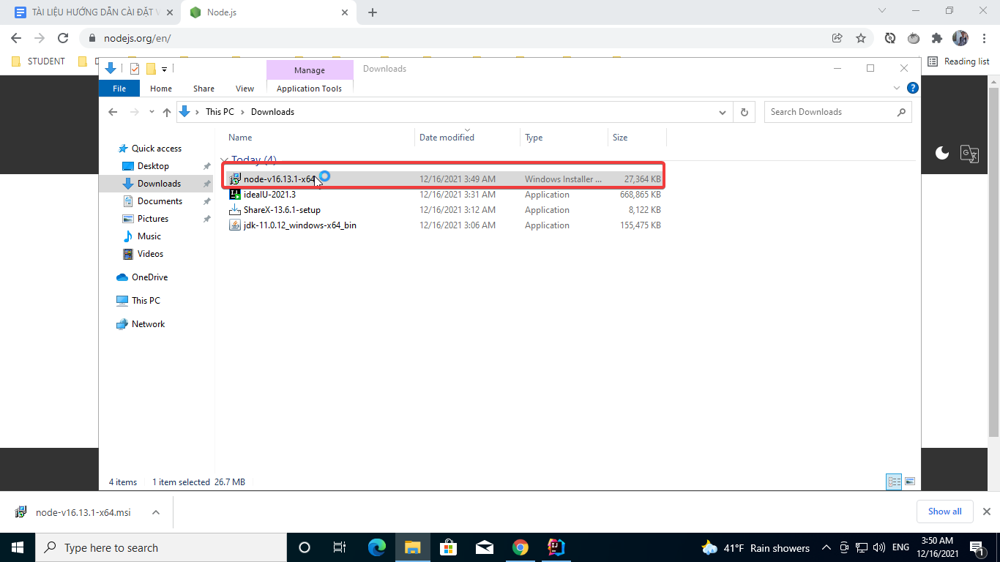 TÀI LIỆU HƯỚNG DẪN CÀI ĐẶT
Node.js
nodejs.org/en/
STUDENT
Reading list
Manage
Downloads
File
Home
Share
View
Application Tools
This PC
Downloads
Search Downloads
Name
Date modified
Type
Size
Quick access
Desktop
Downloads
Documents
Pictures
Music
Videos
OneDrive
This PC
Network
Today (4)
node-v16.13.1-x64 12/16/2021 3:49 AM Windows Installer ... 27,364 KB
ideaIU-2021.3 12/16/2021 3:31 AM Application 668,865 KB
ShareX-13.6.1-setup 12/16/2021 3:12 AM Application 8,122 KB
jdk-11.0.12_windows-x64_bin 12/16/2021 3:06 AM Application 155,475 KB
4 items 1 item selected 26.7 MB
node-v16.13.1-x64.msi
Show all
Type here to search
41°F Rain showers
ENG
3:50 AM
12/16/2021
1